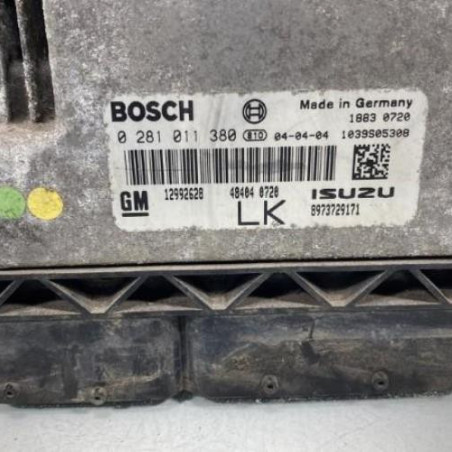 BOSCH Made in Germany
1883 0720
0 281 011 380 BTO 04-04-04 1039S05308
GM 12992628 48404 0720 ISUZU
LK 8973729171